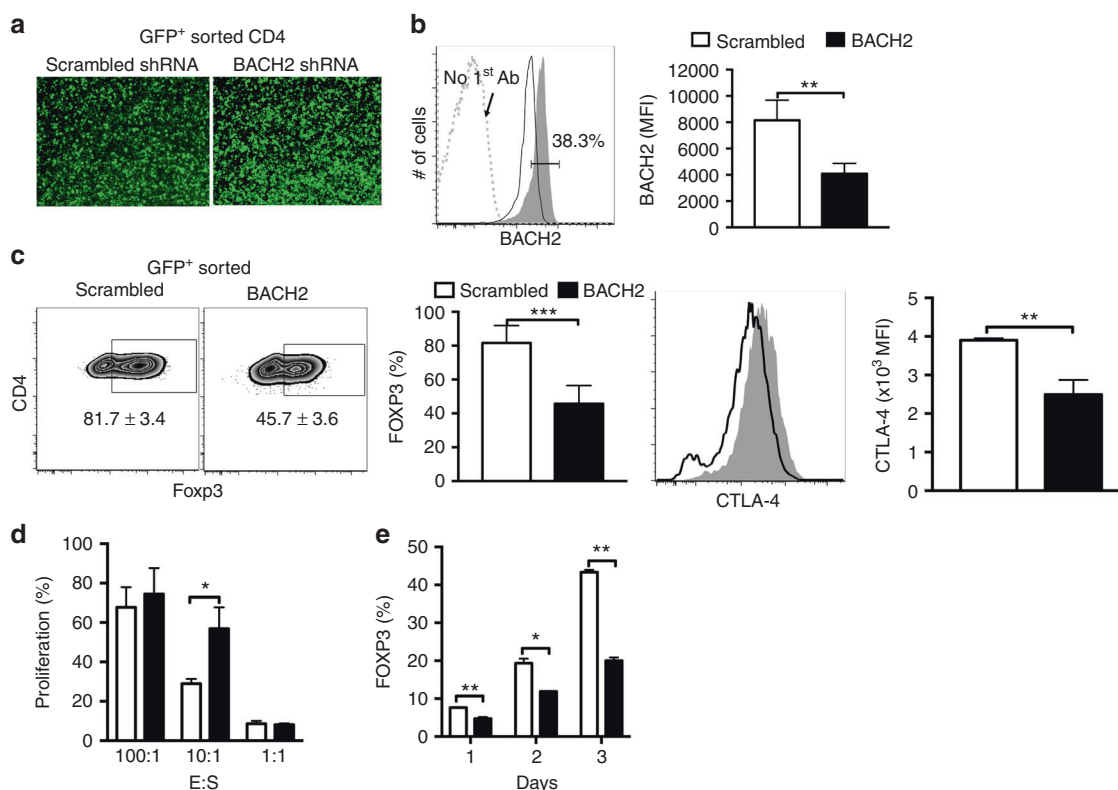 a
GFP+ sorted CD4
Scrambled shRNA BACH2 shRNA
b
No 1st Ab
38.3%
# of cells
BACH2
Scrambled BACH2
BACH2 (MFI)
12000
10000
8000
6000
4000
2000
0
**
c
GFP+ sorted
Scrambled BACH2
CD4
81.7 ± 3.4 45.7 ± 3.6
Foxp3
Scrambled BACH2
FOXP3 (%)
100
80
60
40
20
0
***
CTLA-4
CTLA-4 (x10³ MFI)
5
4
3
2
1
0
**
d
Proliferation (%)
100
80
60
40
20
0
*
100:1 10:1 1:1
E:S
e
FOXP3 (%)
50
40
30
20
10
0
** * **
1 2 3
Days